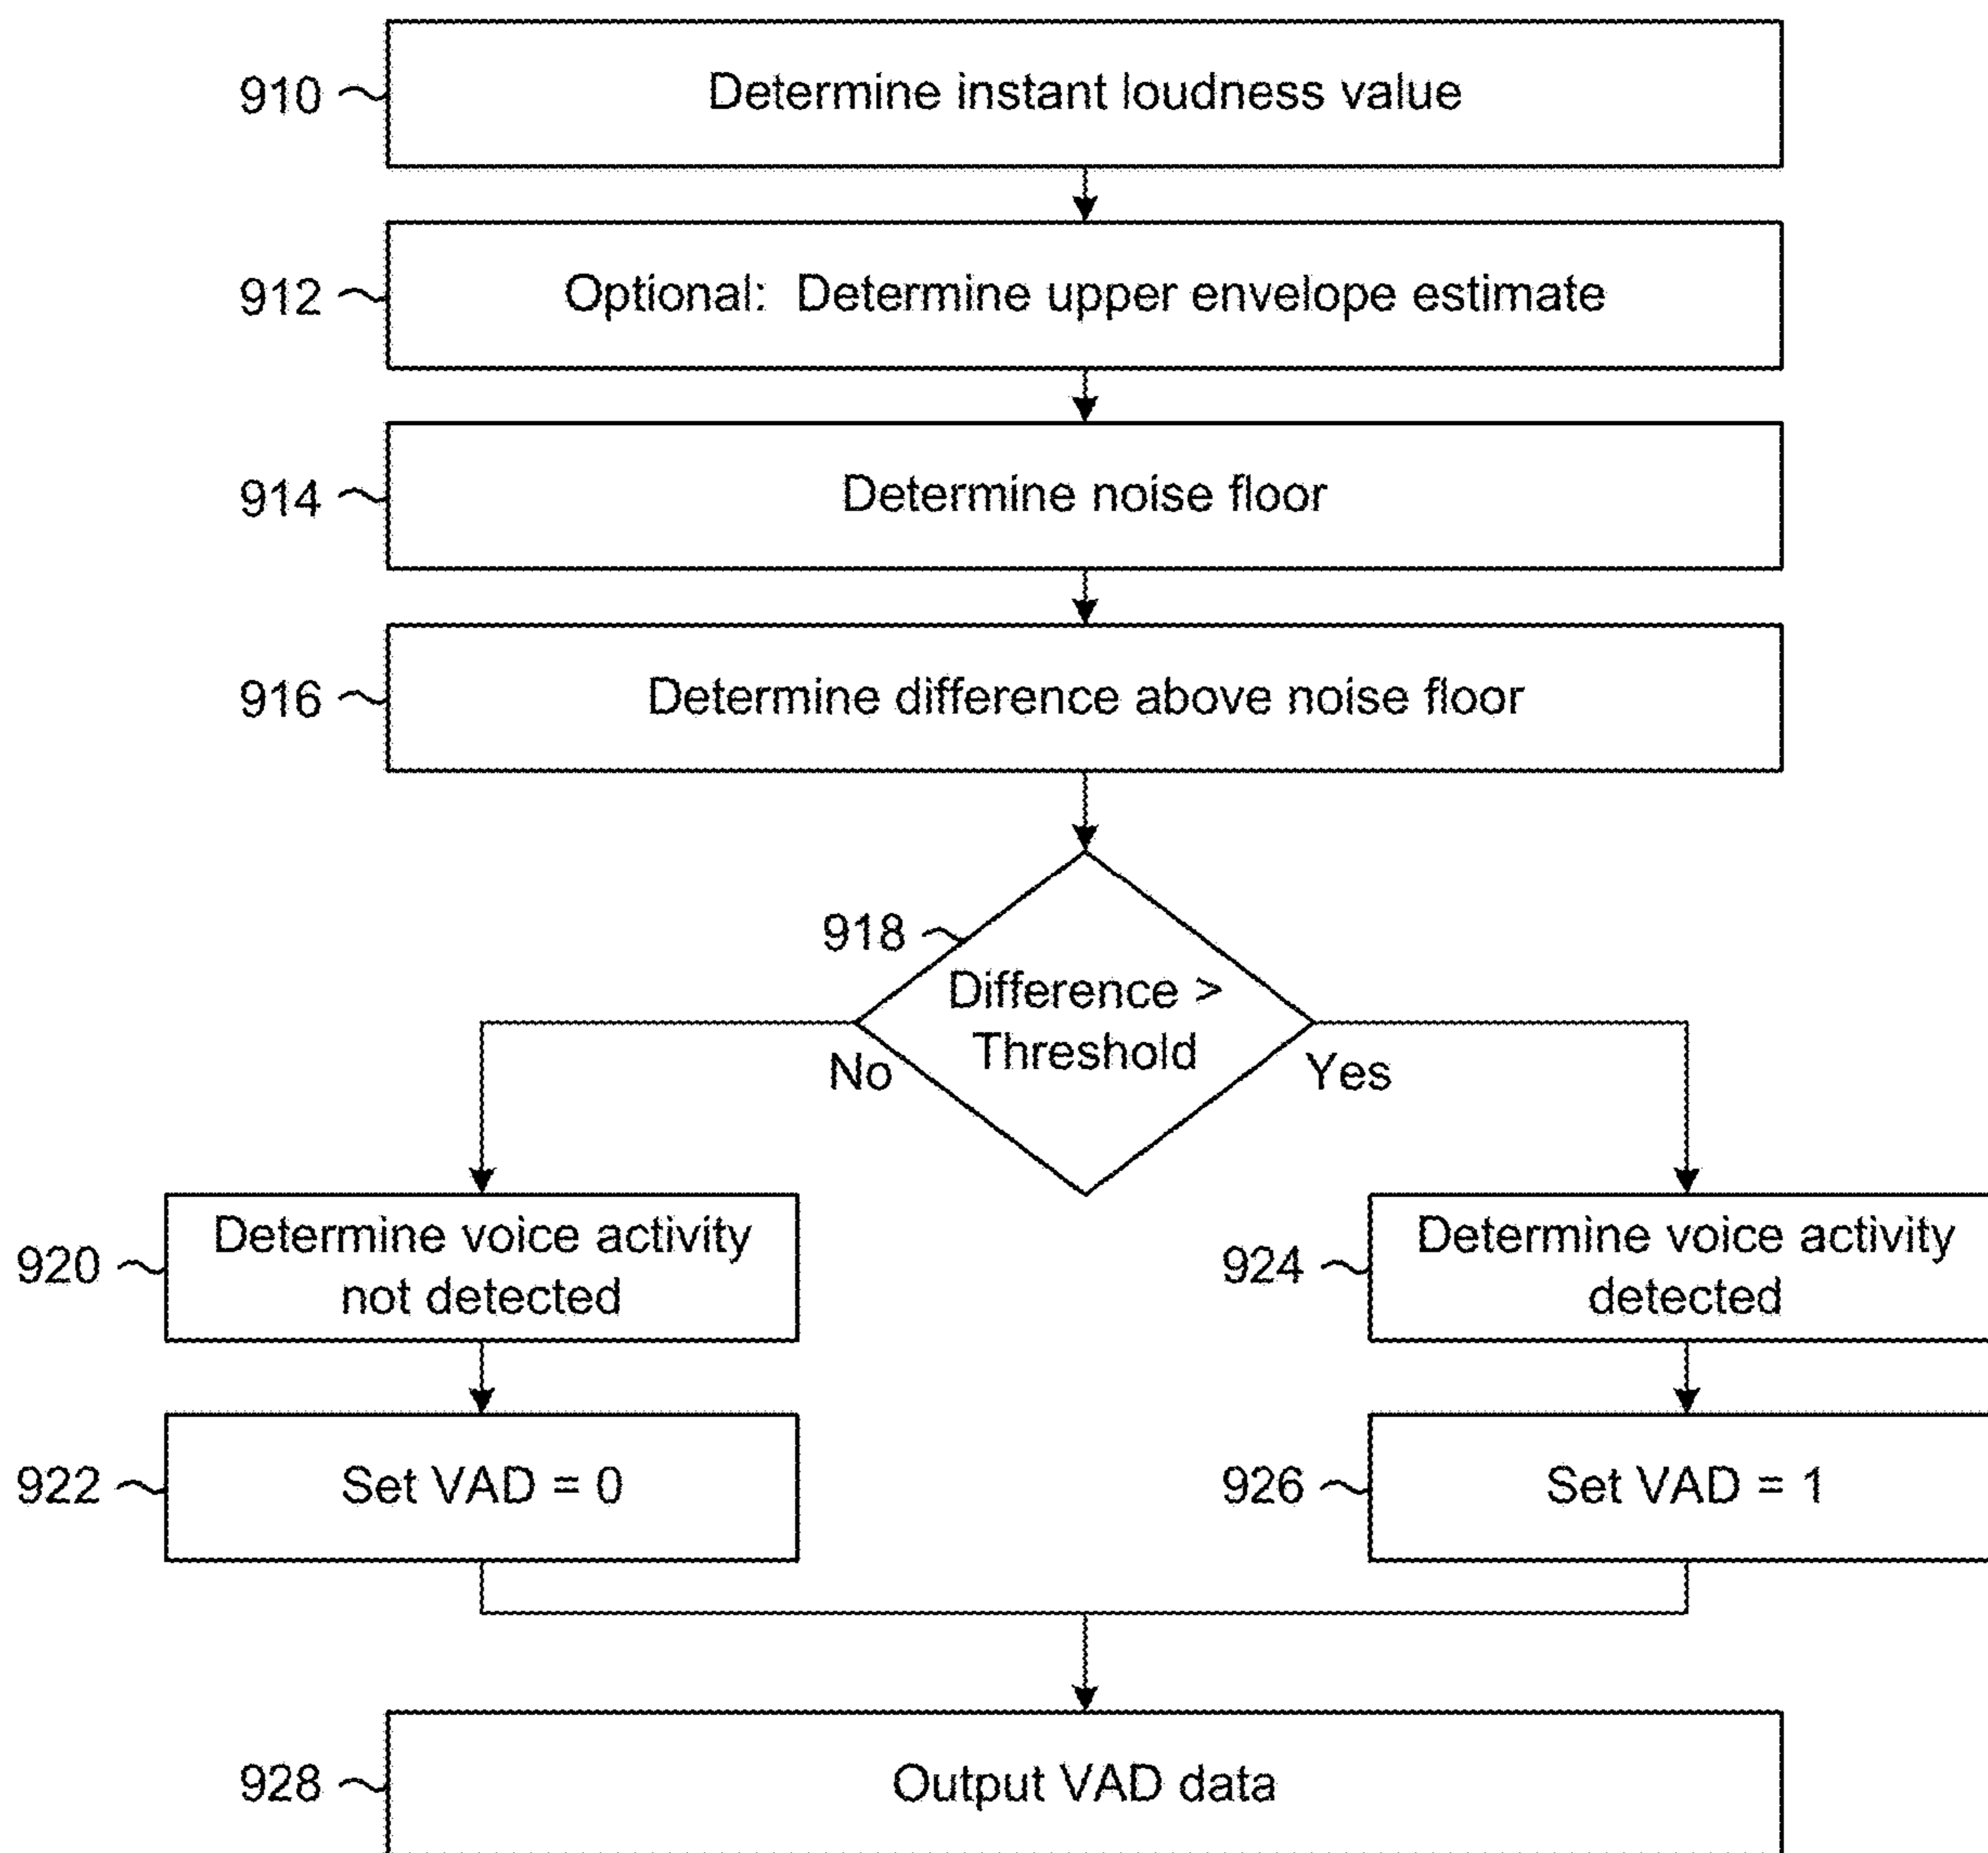 910
Determine instant loudness value
912
Optional: Determine upper envelope estimate
914
Determine noise floor
916
Determine difference above noise floor
918
Difference >
Threshold
No
Yes
920
Determine voice activity
not detected
924
Determine voice activity
detected
922
Set VAD = 0
926
Set VAD = 1
928
Output VAD data